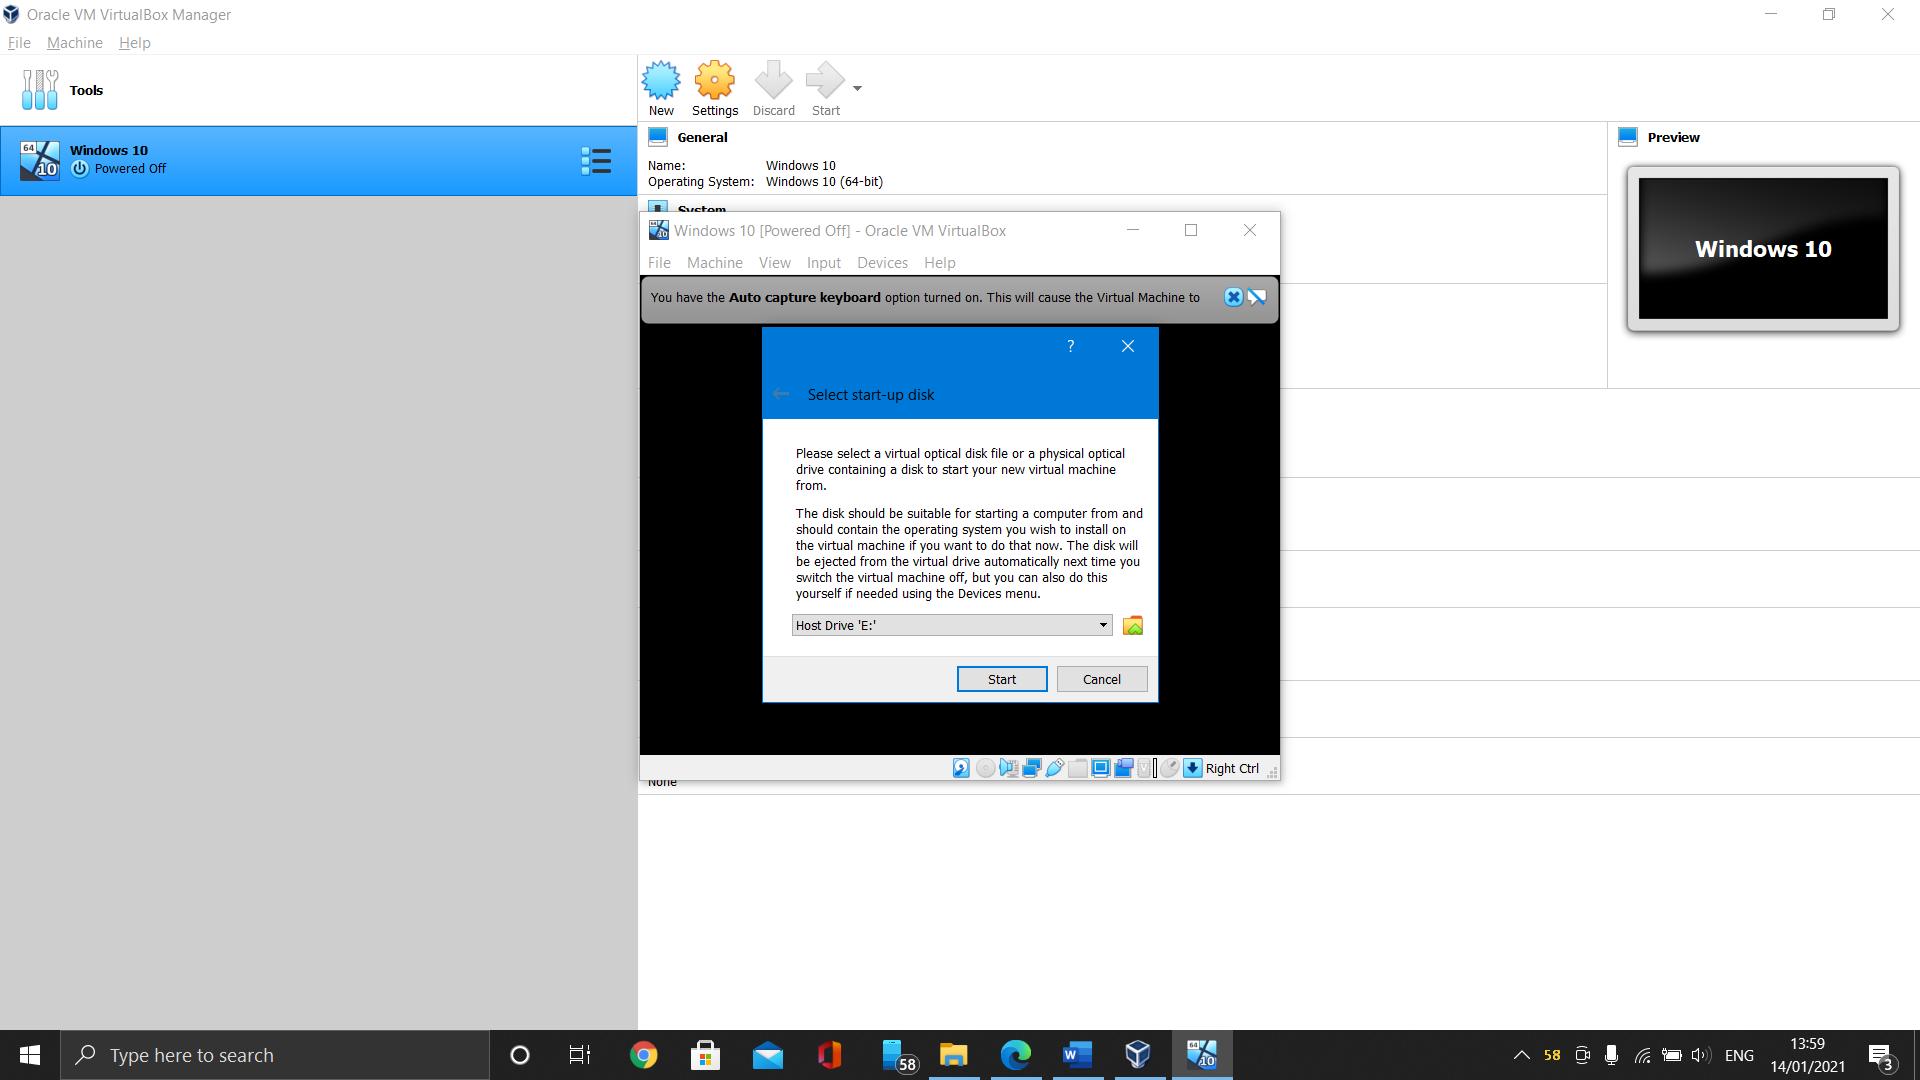 Oracle VM VirtualBox Manager
File Machine Help
Tools
New Settings Discard Start
64
10
Windows 10
Powered Off
General
Name: Windows 10
Operating System: Windows 10 (64-bit)
System
Preview
Windows 10
Windows 10 [Powered Off] - Oracle VM VirtualBox
File Machine View Input Devices Help
You have the Auto capture keyboard option turned on. This will cause the Virtual Machine to
?
Select start-up disk
Please select a virtual optical disk file or a physical optical
drive containing a disk to start your new virtual machine
from.
The disk should be suitable for starting a computer from and
should contain the operating system you wish to install on
the virtual machine if you want to do that now. The disk will
be ejected from the virtual drive automatically next time you
switch the virtual machine off, but you can also do this
yourself if needed using the Devices menu.
Host Drive 'E:'
Start Cancel
Right Ctrl
None
Type here to search
58
W
64
10
58
ENG
13:59
14/01/2021
3